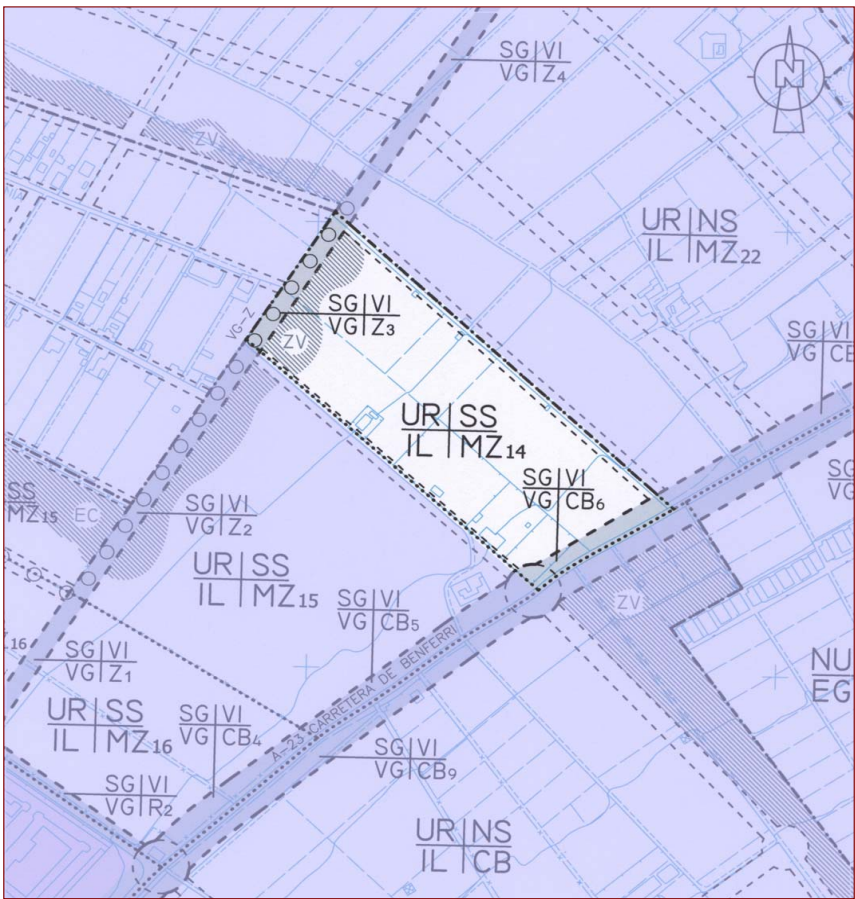 SG|VI
VG|Z4
N
ZV
UR|NS
IL|MZ22
SG|VI
VG|Z3
VG-Z
ZV
SG|VI
VG|CB
UR|SS
IL|MZ14
SG|VI
VG|CB6
SG
VG
SS
MZ15
EC
SG|VI
VG|Z2
UR|SS
IL|MZ15
SG|VI
VG|CB5
ZV
16
SG|VI
VG|Z1
A-23 CARRETERA DE BENFERRI
NU
EG
UR|SS
IL|MZ16
SG|VI
VG|CB4
SG|VI
VG|CB9
SG|VI
VG|R2
UR|NS
IL|CB